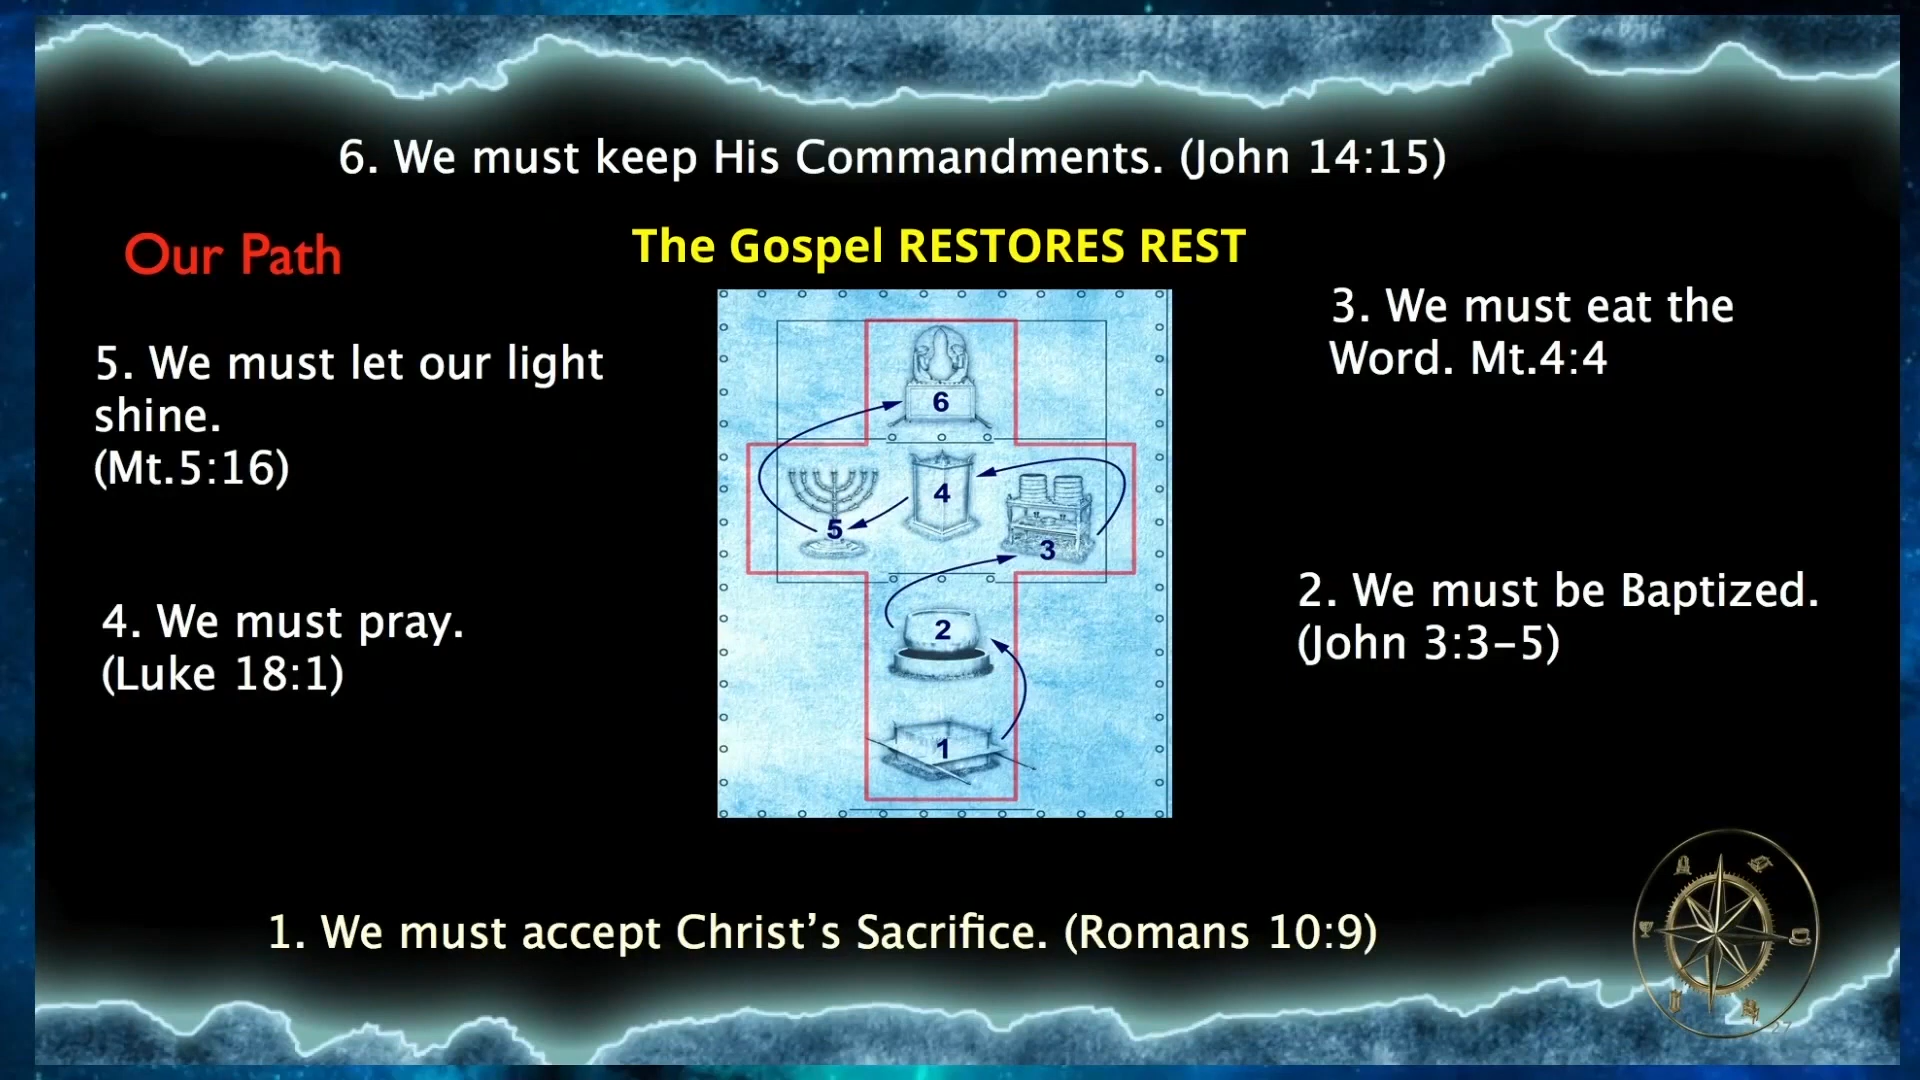 6. We must keep His Commandments. (John 14:15)
Our Path
The Gospel RESTORES REST
3. We must eat the
Word. Mt.4:4
5. We must let our light
shine.
(Mt.5:16)
2. We must be Baptized.
(John 3:3-5)
4. We must pray.
(Luke 18:1)
6
4
5
3
2
1
1. We must accept Christ’s Sacrifice. (Romans 10:9)
27